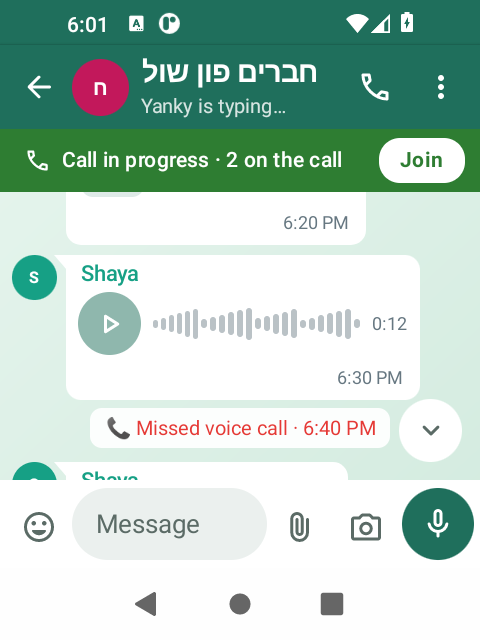 6:01
חברים פון שול
ח
Yanky is typing...
Call in progress · 2 on the call
Join
6:20 PM
S
Shaya
0:12
6:30 PM
Missed voice call · 6:40 PM
Shaya
Message